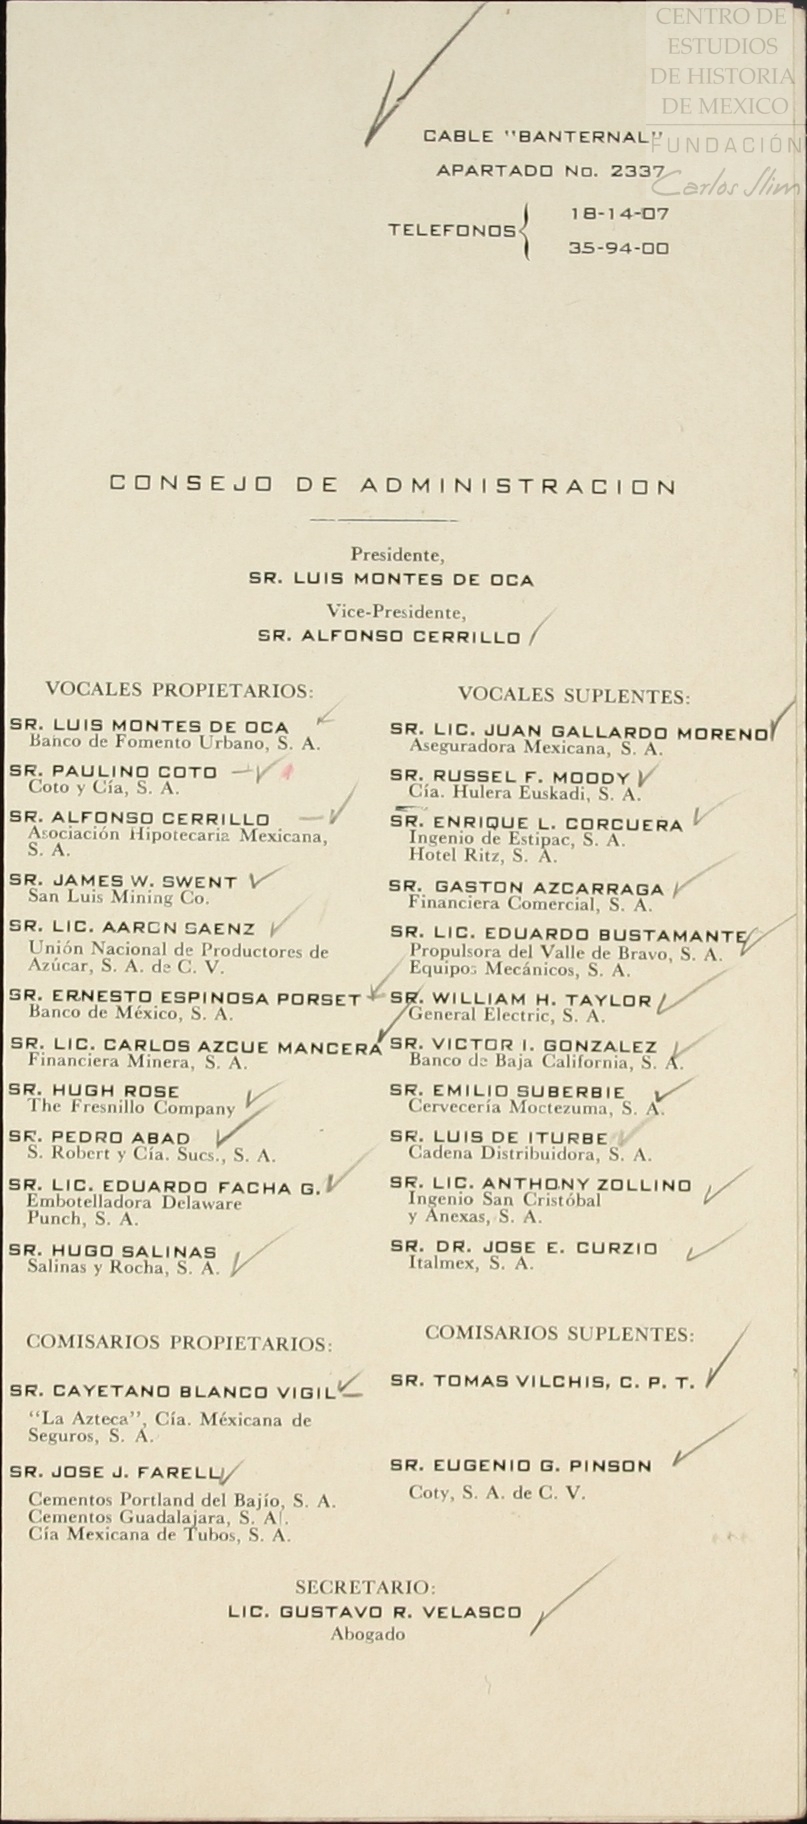 CENTRO DE
ESTUDIOS
DE HISTORIA
DE MEXICO
FUNDACIÓN
Carlos Slim
CABLE "BANTERNAL"
APARTADO No. 2337
TELEFONOS { 18-14-07
35-94-00
CONSEJO DE ADMINISTRACION
Presidente,
SR. LUIS MONTES DE OCA
Vice-Presidente,
SR. ALFONSO CERRILLO
VOCALES PROPIETARIOS:
SR. LUIS MONTES DE OCA
Banco de Fomento Urbano, S. A.
SR. PAULINO COTO
Coto y Cía, S. A.
SR. ALFONSO CERRILLO
Asociación Hipotecaria Mexicana,
S. A.
SR. JAMES W. SWENT
San Luis Mining Co.
SR. LIC. AARON SAENZ
Unión Nacional de Productores de
Azúcar, S. A. de C. V.
SR. ERNESTO ESPINOSA PORSET
Banco de México, S. A.
SR. LIC. CARLOS AZCUE MANCERA
Financiera Minera, S. A.
SR. HUGH ROSE
The Fresnillo Company
SR. PEDRO ABAD
S. Robert y Cía. Sucs., S. A.
SR. LIC. EDUARDO FACHA G.
Embotelladora Delaware
Punch, S. A.
SR. HUGO SALINAS
Salinas y Rocha, S. A.
VOCALES SUPLENTES:
SR. LIC. JUAN GALLARDO MORENO
Aseguradora Mexicana, S. A.
SR. RUSSEL F. MOODY
Cía. Hulera Euskadi, S. A.
SR. ENRIQUE L. CORCUERA
Ingenio de Estipac, S. A.
Hotel Ritz, S. A.
SR. GASTON AZCARRAGA
Financiera Comercial, S. A.
SR. LIC. EDUARDO BUSTAMANTE
Propulsora del Valle de Bravo, S. A.
Equipos Mecánicos, S. A.
SR. WILLIAM H. TAYLOR
General Electric, S. A.
SR. VICTOR I. GONZALEZ
Banco de Baja California, S. A.
SR. EMILIO SUBERBIE
Cervecería Moctezuma, S. A.
SR. LUIS DE ITURBE
Cadena Distribuidora, S. A.
SR. LIC. ANTHONY ZOLLINO
Ingenio San Cristóbal
y Anexas, S. A.
SR. DR. JOSE E. CURZIO
Italmex, S. A.
COMISARIOS PROPIETARIOS:
SR. CAYETANO BLANCO VIGIL
"La Azteca", Cía. Méxicana de
Seguros, S. A.
SR. JOSE J. FARELL
Cementos Portland del Bajío, S. A.
Cementos Guadalajara, S. A.
Cía Mexicana de Tubos, S. A.
COMISARIOS SUPLENTES:
SR. TOMAS VILCHIS, C. P. T.
SR. EUGENIO G. PINSON
Coty, S. A. de C. V.
SECRETARIO:
LIC. GUSTAVO R. VELASCO
Abogado